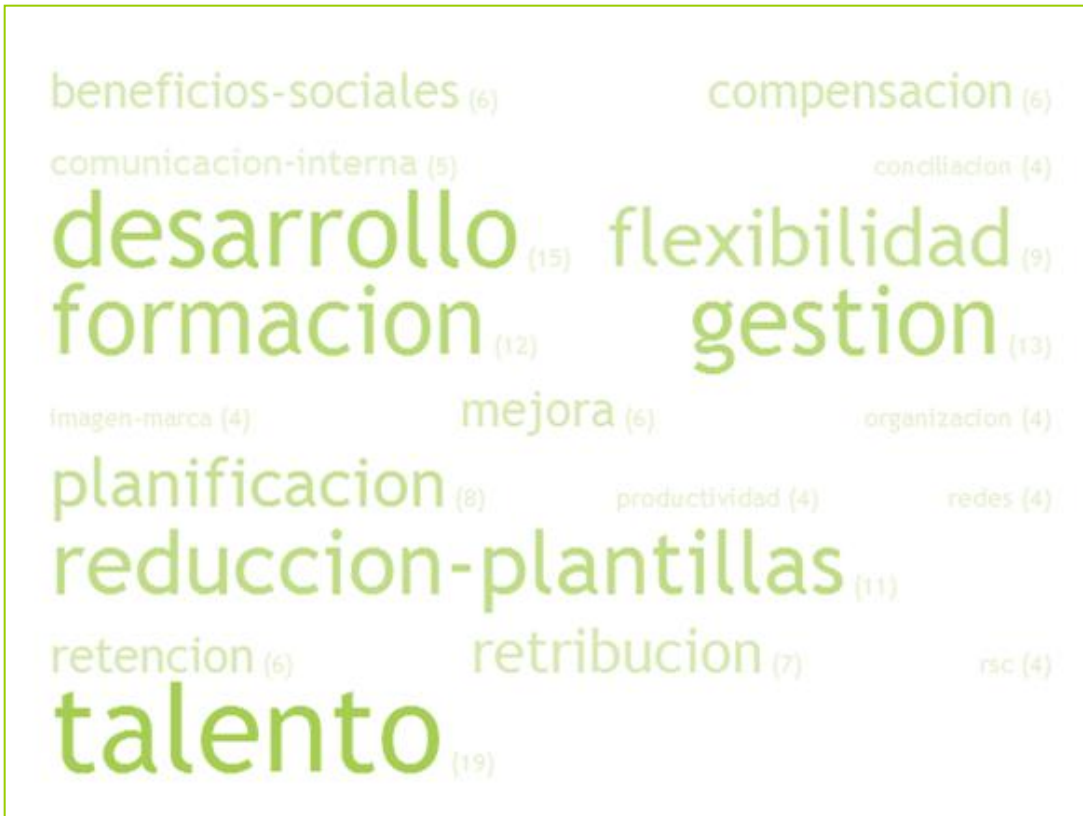 beneficios-sociales (6) compensacion (6)
comunicacion-interna (5) conciliacion (4)
desarrollo (15) flexibilidad (9)
formacion (12) gestion (13)
imagen-marca (4) mejora (6) organizacion (4)
planificacion (8) productividad (4) redes (4)
reduccion-plantillas (11)
retencion (6) retribucion (7) rsc (4)
talento (19)